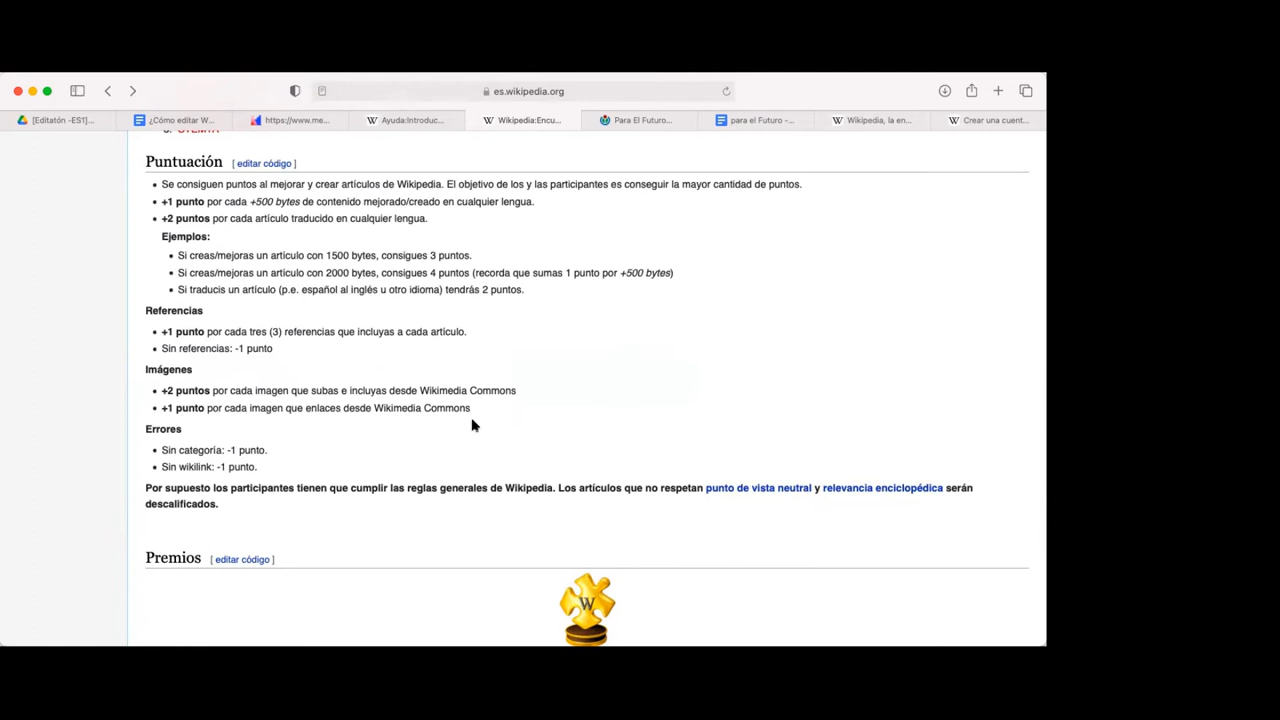 es.wikipedia.org
[Editatón -ES1]...
¿Cómo editar W...
https://www.me...
Ayuda:Introduc...
Wikipedia:Encu...
Para El Futuro...
para el Futuro -...
Wikipedia, la en...
Crear una cuent...
Puntuación [ editar código ]
Se consiguen puntos al mejorar y crear artículos de Wikipedia. El objetivo de los y las participantes es conseguir la mayor cantidad de puntos.
+1 punto por cada +500 bytes de contenido mejorado/creado en cualquier lengua.
+2 puntos por cada artículo traducido en cualquier lengua.
Ejemplos:
Si creas/mejoras un artículo con 1500 bytes, consigues 3 puntos.
Si creas/mejoras un artículo con 2000 bytes, consigues 4 puntos (recorda que sumas 1 punto por +500 bytes)
Si traducis un artículo (p.e. español al inglés u otro idioma) tendrás 2 puntos.
Referencias
+1 punto por cada tres (3) referencias que incluyas a cada artículo.
Sin referencias: -1 punto
Imágenes
+2 puntos por cada imagen que subas e incluyas desde Wikimedia Commons
+1 punto por cada imagen que enlaces desde Wikimedia Commons
Errores
Sin categoría: -1 punto.
Sin wikilink: -1 punto.
Por supuesto los participantes tienen que cumplir las reglas generales de Wikipedia. Los artículos que no respetan punto de vista neutral y relevancia enciclopédica serán
descalificados.
Premios [ editar código ]
W